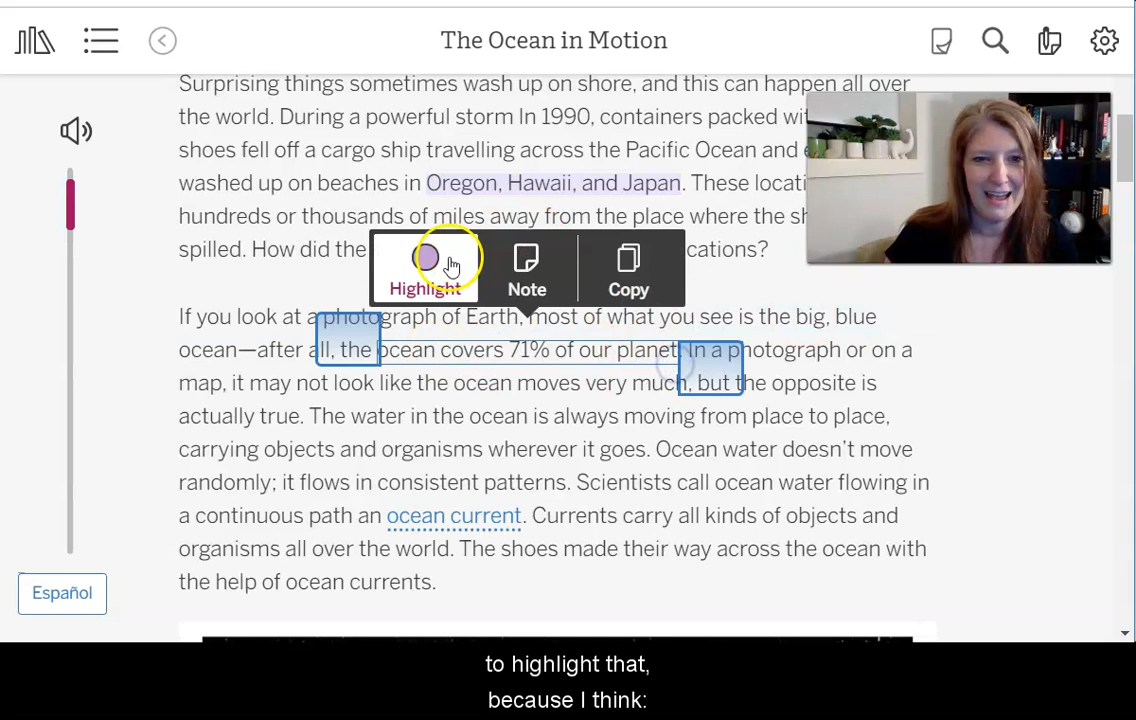 The Ocean in Motion
Surprising things sometimes wash up on shore, and this can happen all over
the world. During a powerful storm In 1990, containers packed
shoes fell off a cargo ship travelling across the Pacific Ocean and
washed up on beaches in Oregon, Hawaii, and Japan. These
hundreds or thousands of miles away from the place where the
spilled. How did the
Highlight
Note
Copy
If you look at a photograph of Earth, most of what you see is the big, blue
ocean—after all, the ocean covers 71% of our planet. In a photograph or on a
map, it may not look like the ocean moves very much, but the opposite is
actually true. The water in the ocean is always moving from place to place,
carrying objects and organisms wherever it goes. Ocean water doesn't move
randomly; it flows in consistent patterns. Scientists call ocean water flowing in
a continuous path an ocean current. Currents carry all kinds of objects and
organisms all over the world. The shoes made their way across the ocean with
the help of ocean currents.
Español
to highlight that,
because I think: